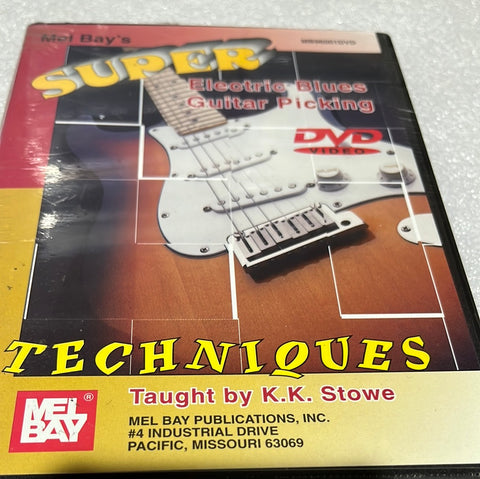 Mel Bay's
SUPER
Electric Blues
Guitar Picking
DVD
VIDEO
TECHNIQUES
Taught by K.K. Stowe
MEL
BAY
®
MEL BAY PUBLICATIONS, INC.
#4 INDUSTRIAL DRIVE
PACIFIC, MISSOURI 63069